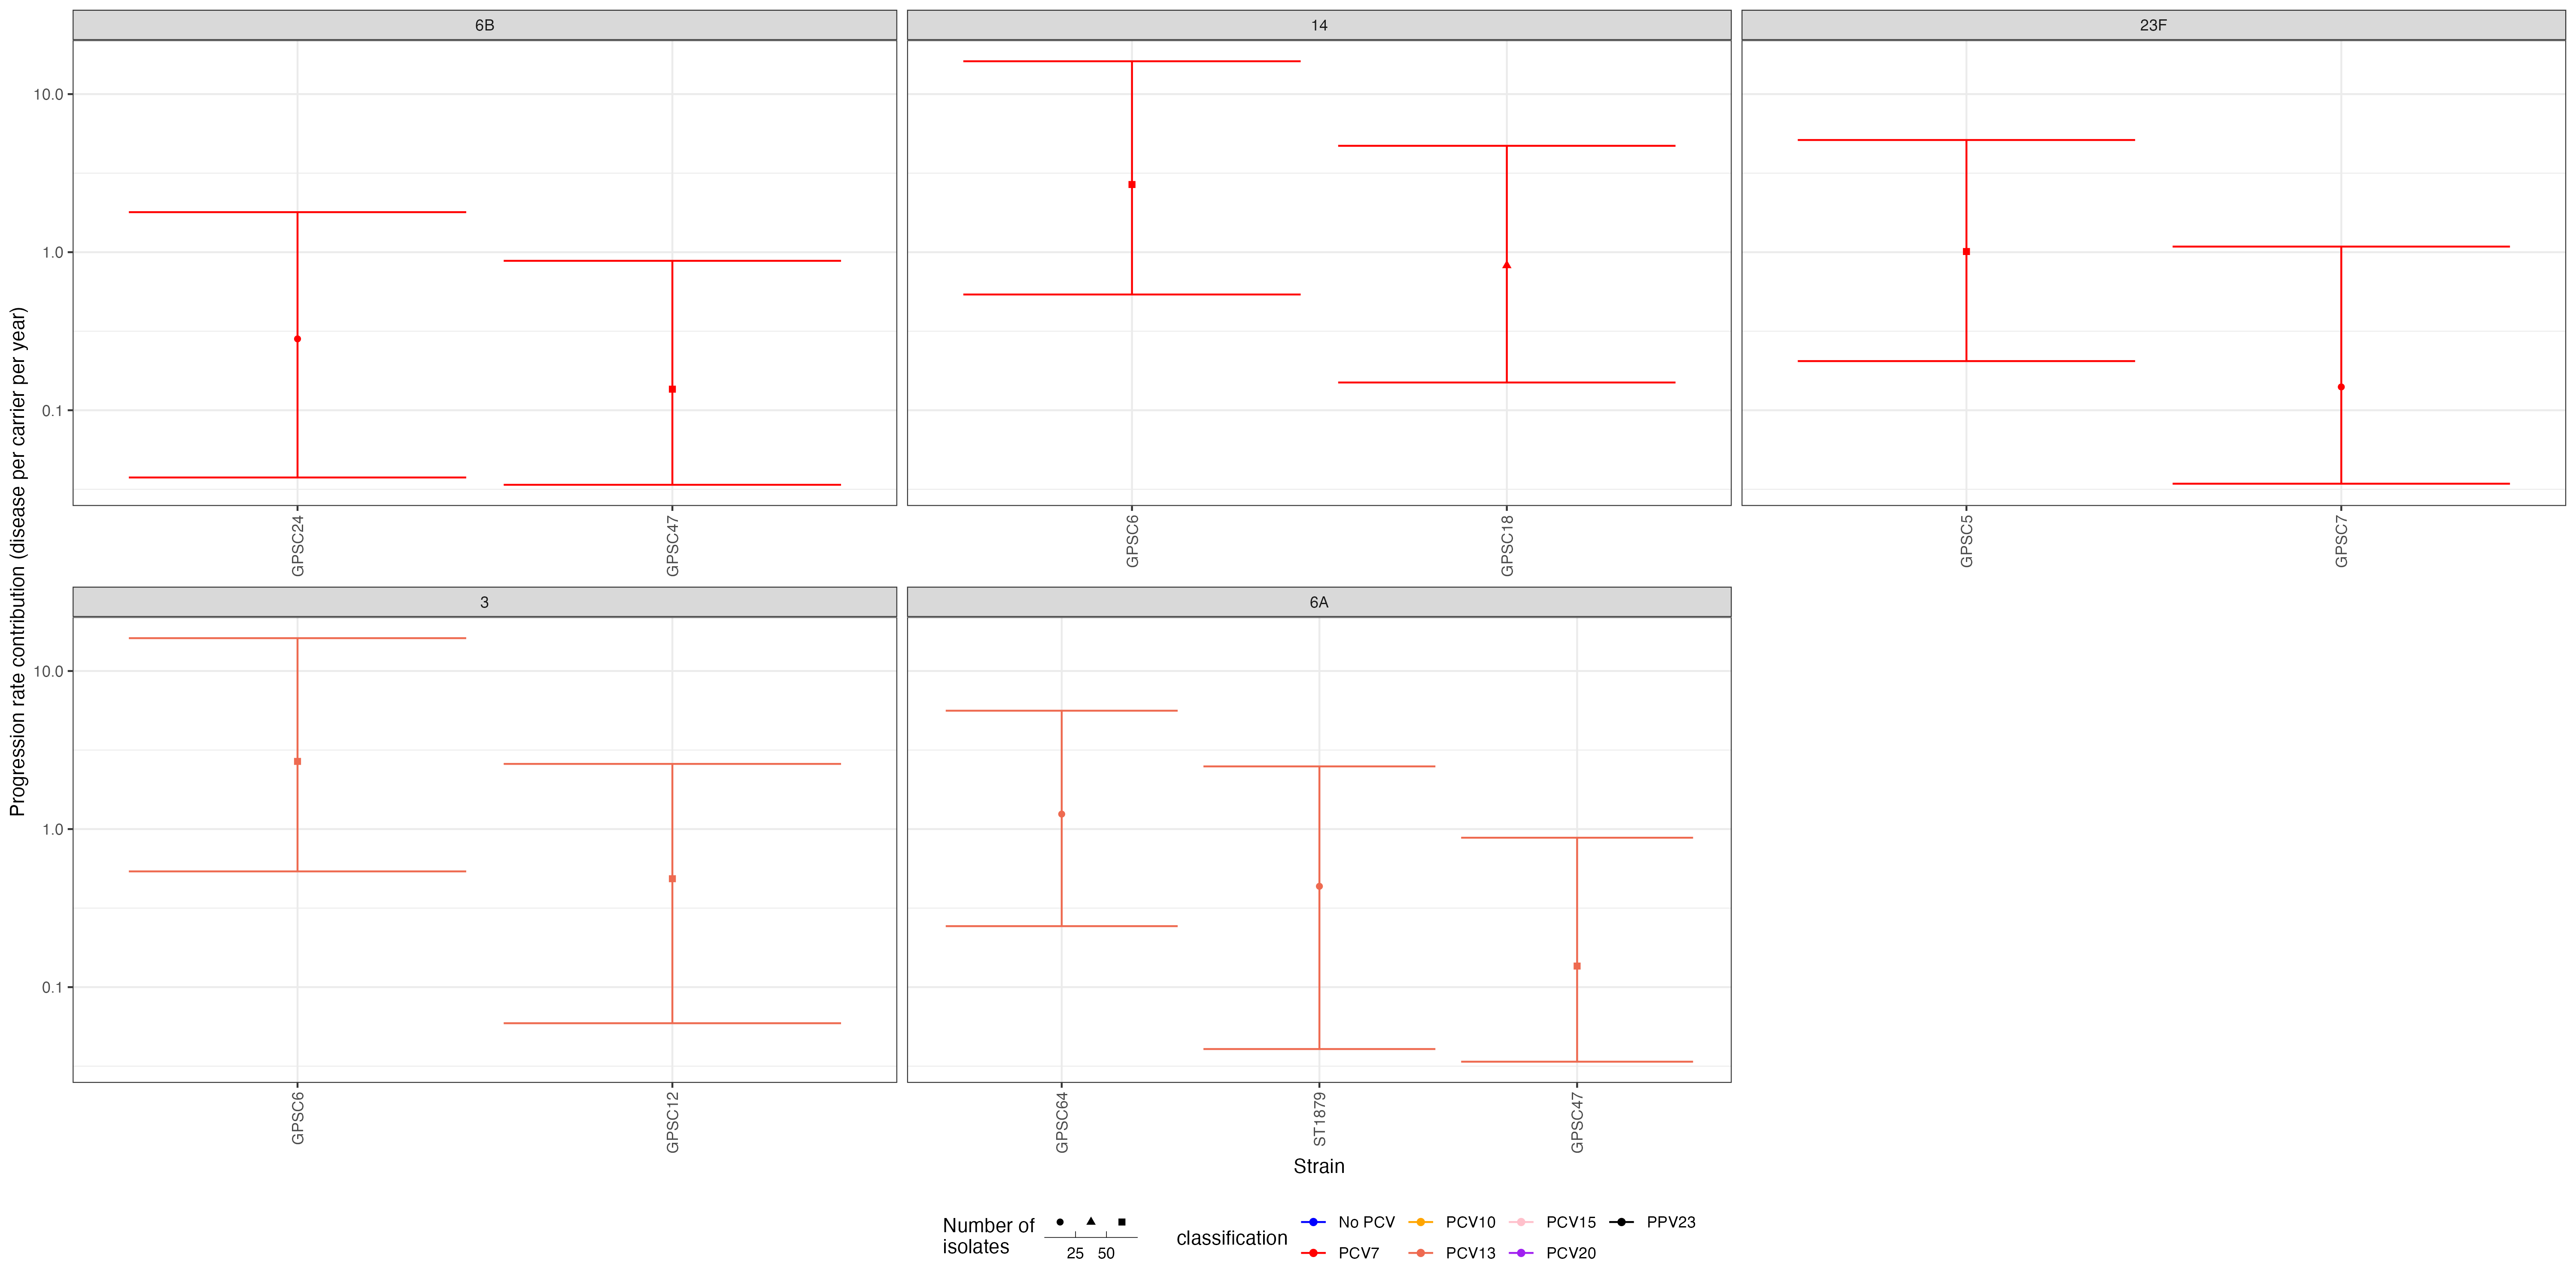 6B
14
23F
10.0
1.0
0.1
GPSC24
GPSC47
GPSC6
GPSC18
GPSC5
GPSC7
Progression rate contribution (disease per carrier per year)
3
6A
10.0
1.0
0.1
GPSC6
GPSC12
GPSC64
ST1879
GPSC47
Strain
Number of
isolates
25 50
classification
No PCV
PCV10
PCV15
PPV23
PCV7
PCV13
PCV20